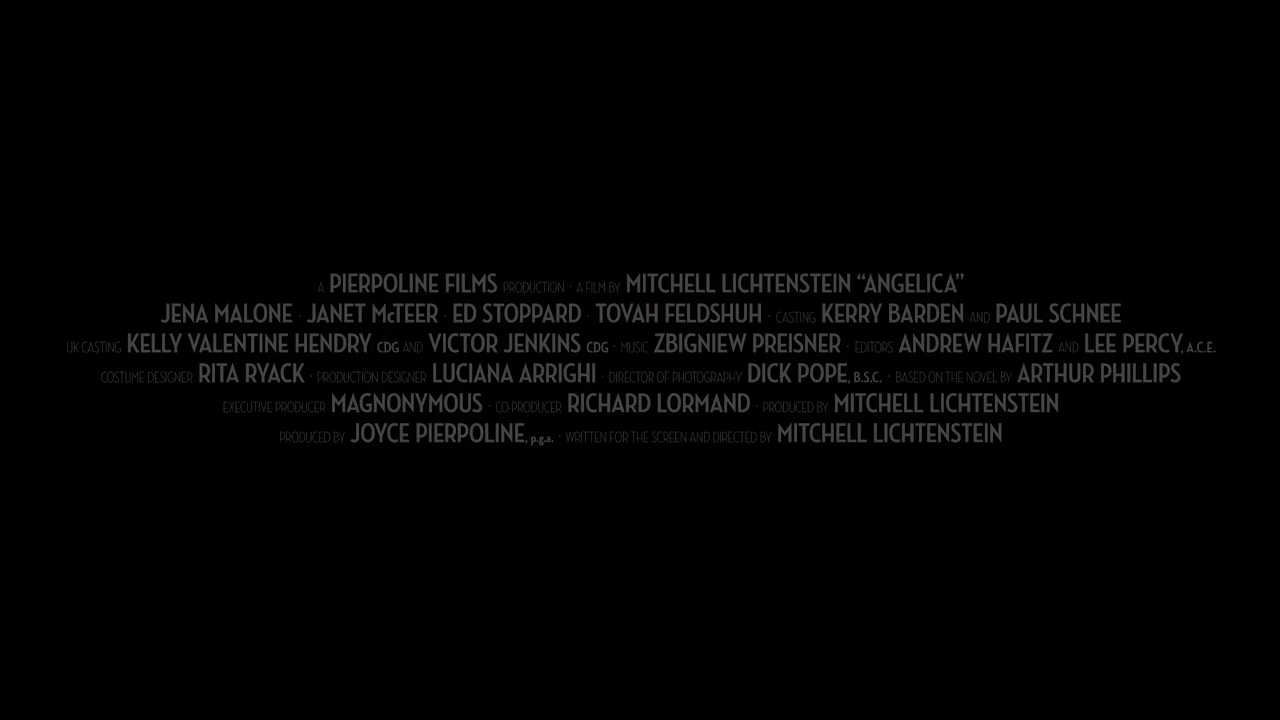 A PIERPOLINE FILMS PRODUCTION · A FILM BY MITCHELL LICHTENSTEIN “ANGELICA”
JENA MALONE · JANET McTEER · ED STOPPARD · TOVAH FELDSHUH · CASTING KERRY BARDEN AND PAUL SCHNEE
UK CASTING KELLY VALENTINE HENDRY CDG AND VICTOR JENKINS CDG · MUSIC ZBIGNIEW PREISNER · EDITORS ANDREW HAFITZ AND LEE PERCY, A.C.E.
COSTUME DESIGNER RITA RYACK · PRODUCTION DESIGNER LUCIANA ARRIGHI · DIRECTOR OF PHOTOGRAPHY DICK POPE, B.S.C. · BASED ON THE NOVEL BY ARTHUR PHILLIPS
EXECUTIVE PRODUCER MAGNONYMOUS · CO-PRODUCER RICHARD LORMAND · PRODUCED BY MITCHELL LICHTENSTEIN
PRODUCED BY JOYCE PIERPOLINE, p.g.a. · WRITTEN FOR THE SCREEN AND DIRECTED BY MITCHELL LICHTENSTEIN